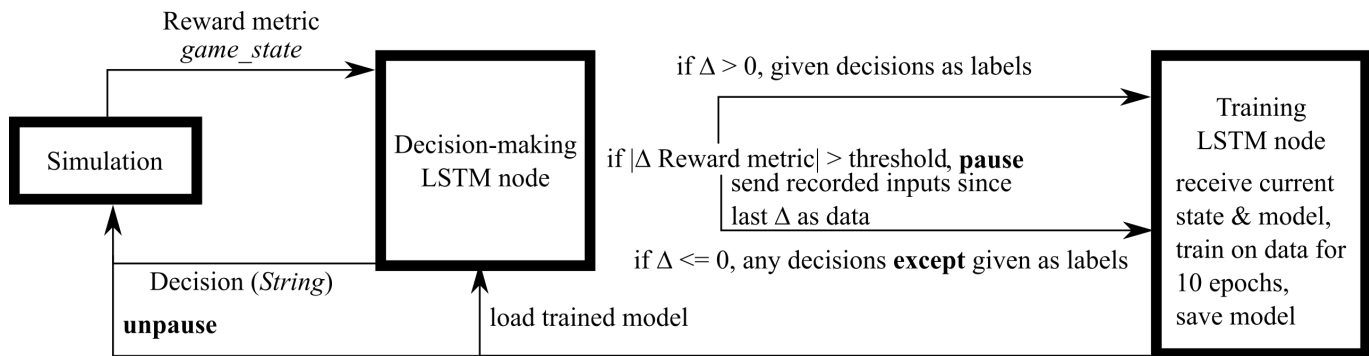 Reward metric
game_state
Simulation
Decision (String)
unpause
Decision-making
LSTM node
load trained model
if Δ > 0, given decisions as labels
if |Δ Reward metric| > threshold, pause
send recorded inputs since
last Δ as data
if Δ <= 0, any decisions except given as labels
Training
LSTM node
receive current
state & model,
train on data for
10 epochs,
save model